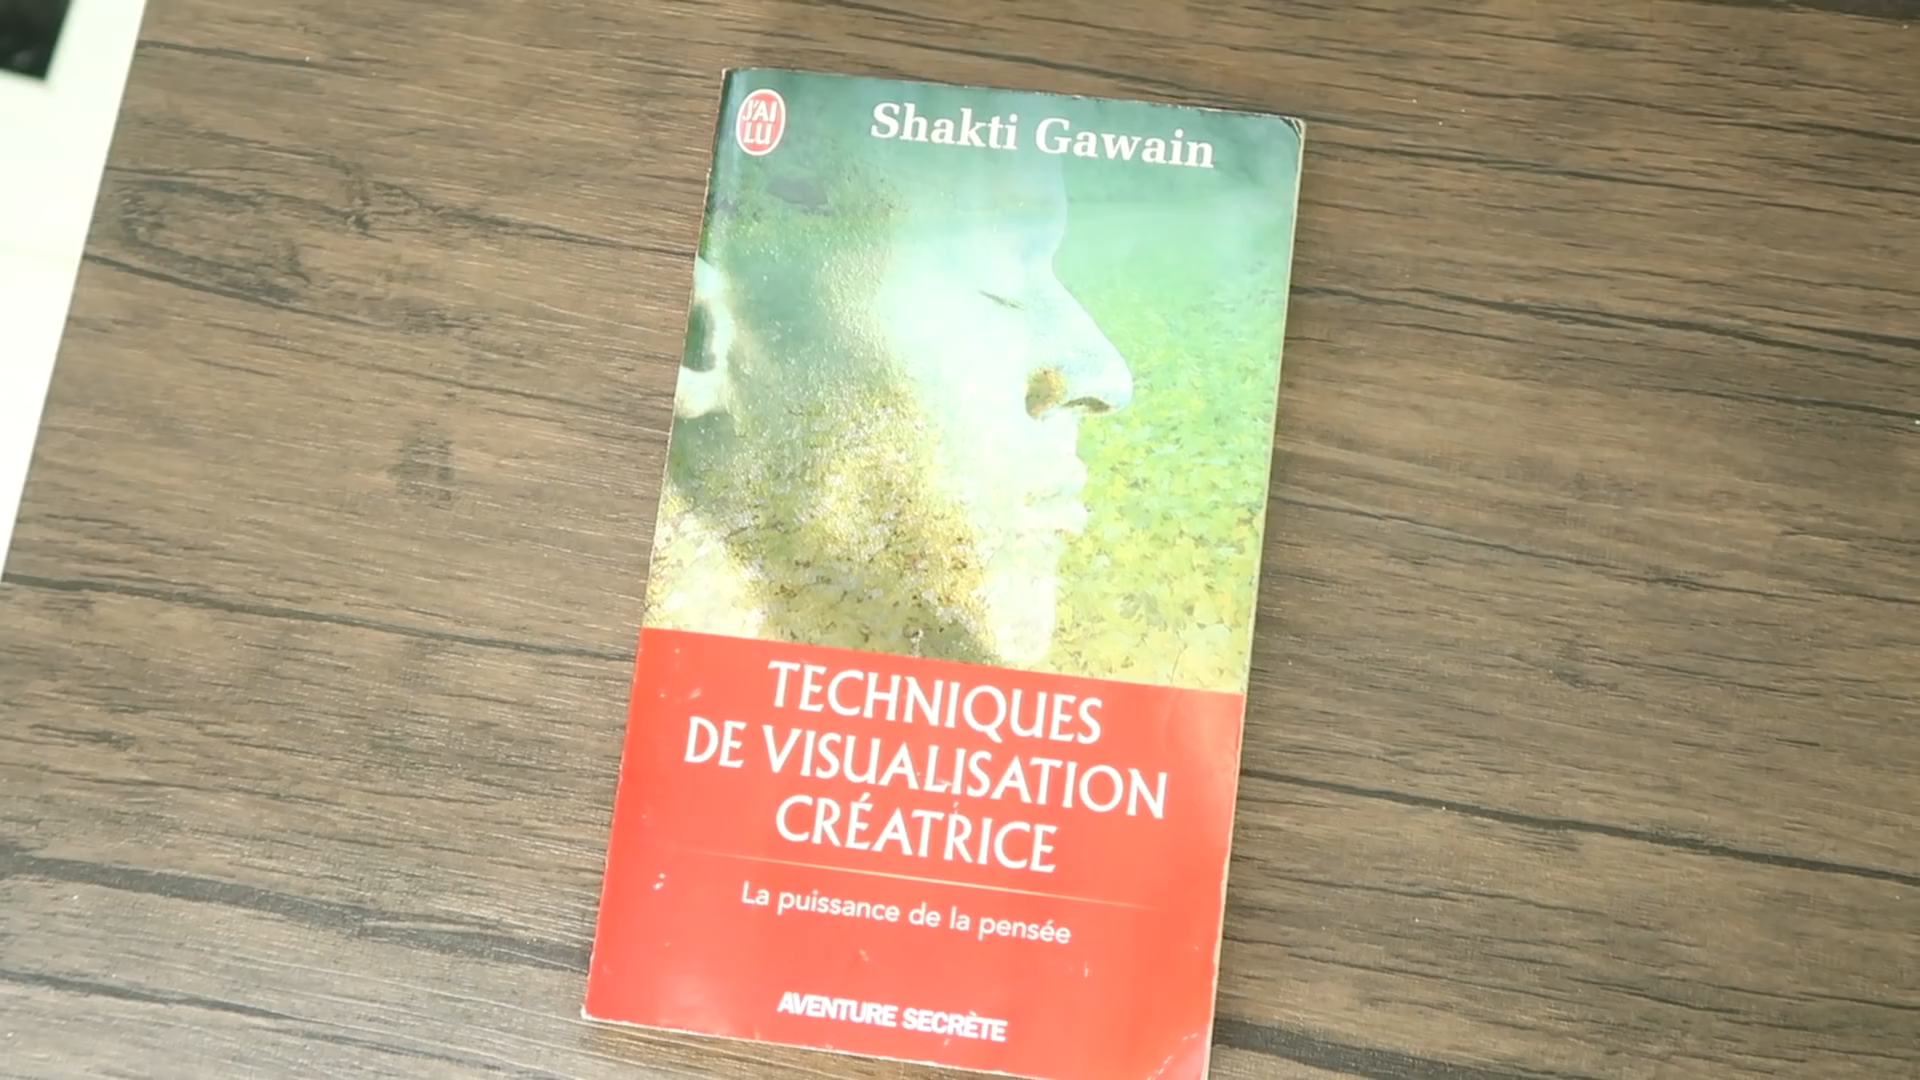 J'AI
LU
Shakti Gawain
TECHNIQUES
DE VISUALISATION
CRÉATRICE
La puissance de la pensée
AVENTURE SECRÈTE